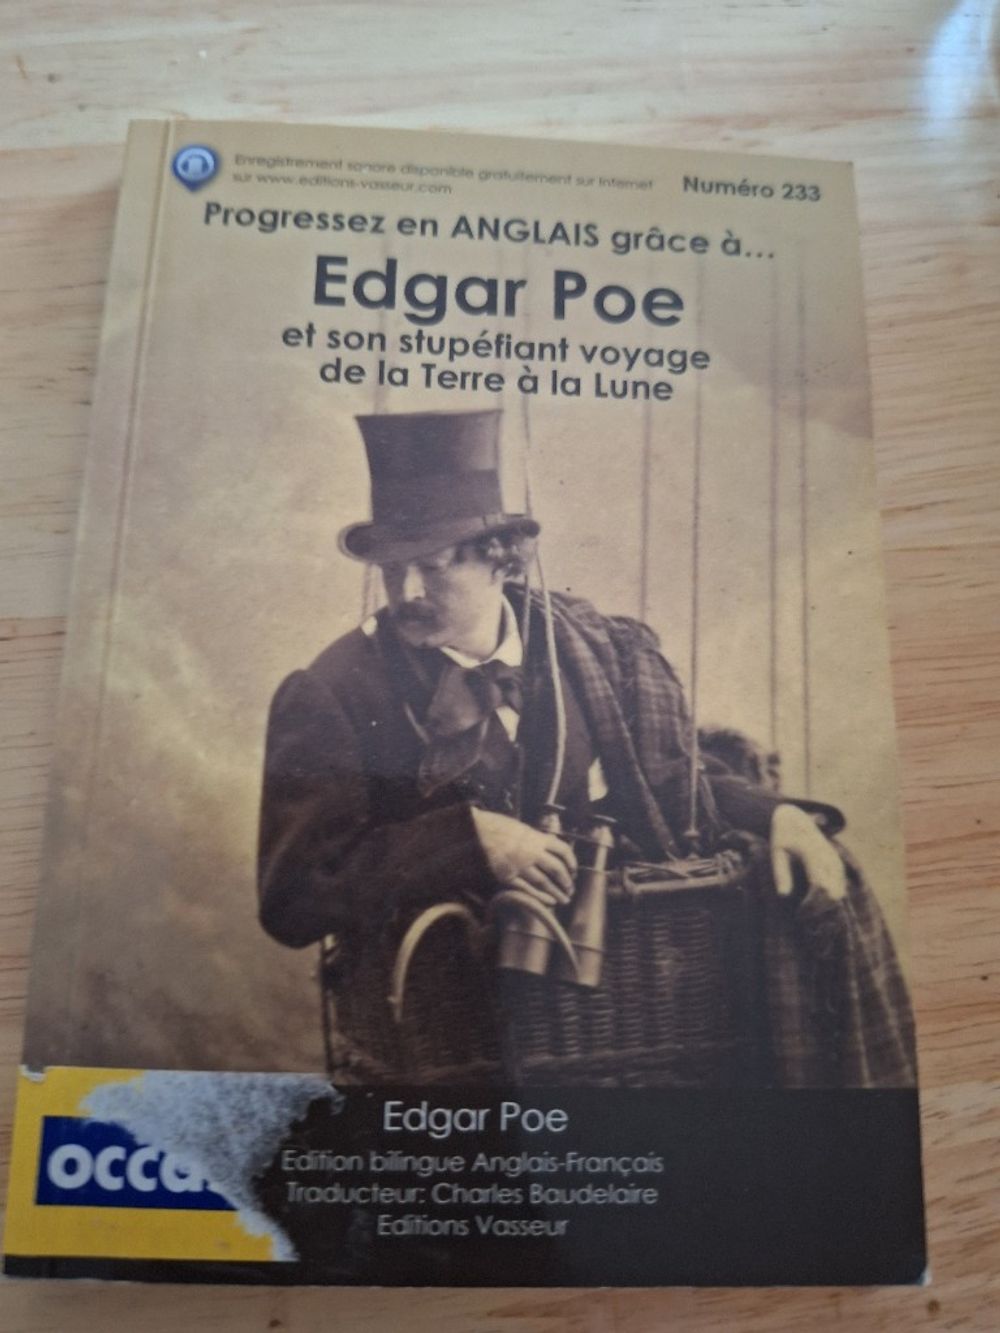 Enregistrement sonore disponible gratuitement sur Internet
sur www.editions-vasseur.com
Numéro 233
Progressez en ANGLAIS grâce à...
Edgar Poe
et son stupéfiant voyage
de la Terre à la Lune
Edgar Poe
Edition bilingue Anglais-Français
Traducteur: Charles Baudelaire
Editions Vasseur